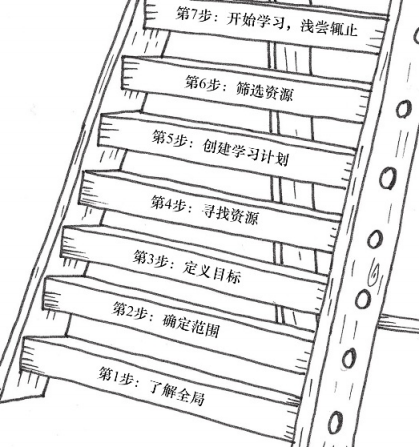 第7步：开始学习，浅尝辄止
第6步：筛选资源
第5步：创建学习计划
第4步：寻找资源
第3步：定义目标
第2步：确定范围
第1步：了解全局